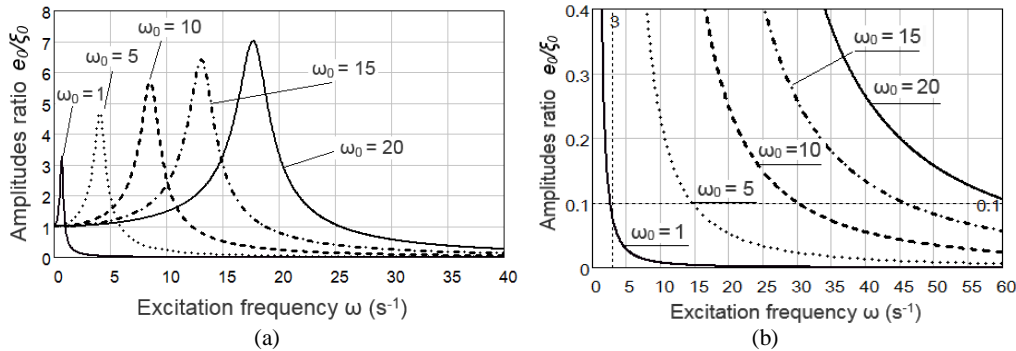 Amplitudes ratio e₀/ξ₀
8
7
6
5
4
3
2
1
0
ω₀ = 1
ω₀ = 5
ω₀ = 10
ω₀ = 15
ω₀ = 20
0 5 10 15 20 25 30 35 40
Excitation frequency ω (s⁻¹)
(a)
Amplitudes ratio e₀/ξ₀
0.4
0.3
0.2
0.1
0
3
ω₀ = 15
ω₀ = 20
ω₀ =10
ω₀ = 5
ω₀ = 1
0.1
0 5 10 15 20 25 30 35 40 45 50 55 60
Excitation frequency ω (s⁻¹)
(b)